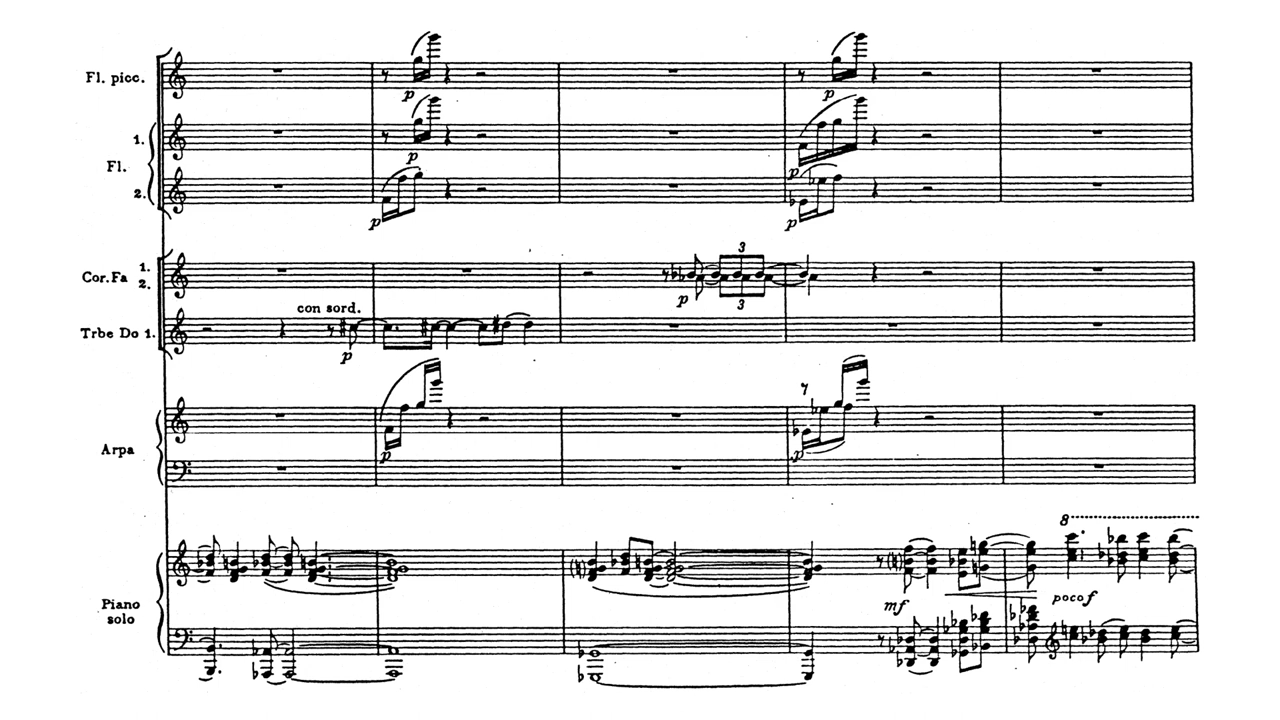 Fl. picc.
p
p
1.
Fl.
p
p
2.
p
p
Cor. Fa 1.
2.
3
p
3
con sord.
Trbe Do 1.
p
Arpa
p
p
8
Piano
solo
mf
poco f